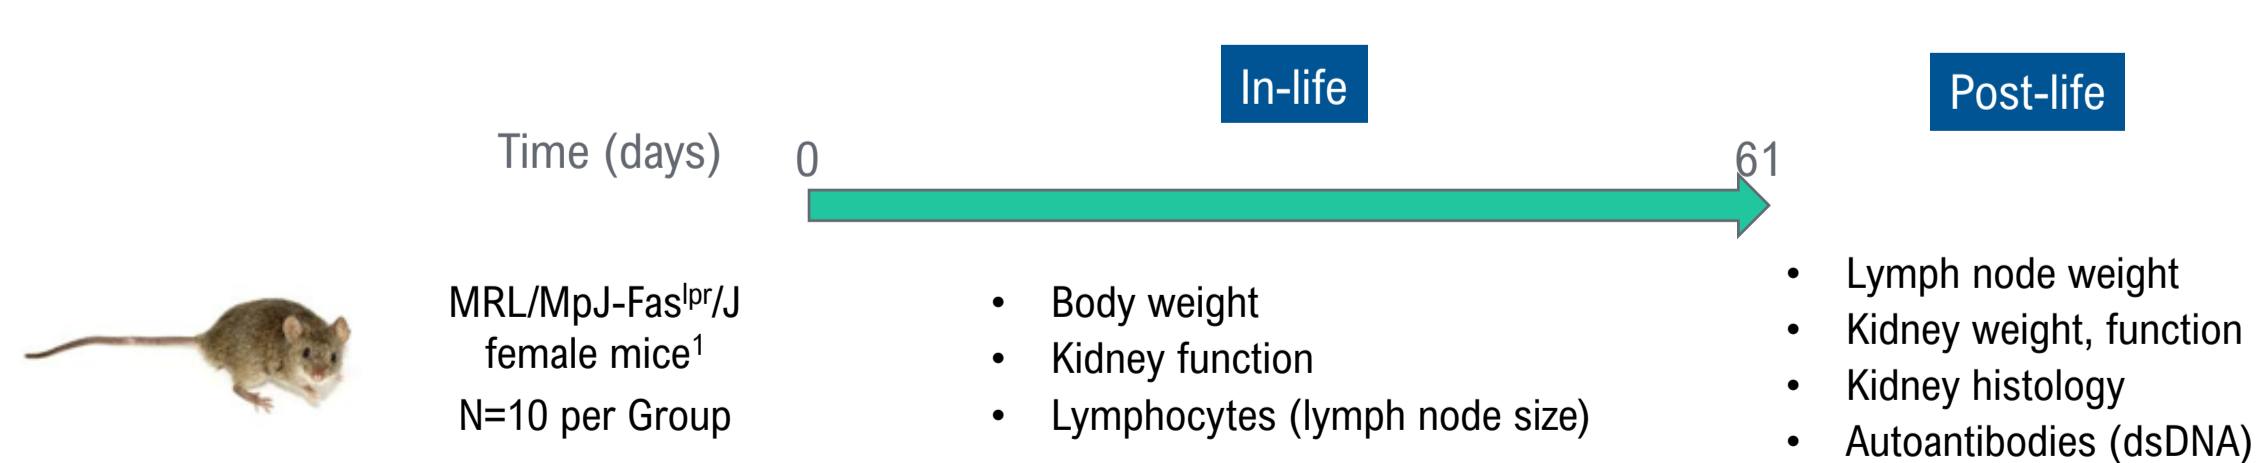 In-life
Post-life
Time (days)
0
61
MRL/MpJ-Faslpr/J
female mice1
N=10 per Group
• Body weight
• Kidney function
• Lymphocytes (lymph node size)
• Lymph node weight
• Kidney weight, function
• Kidney histology
• Autoantibodies (dsDNA)